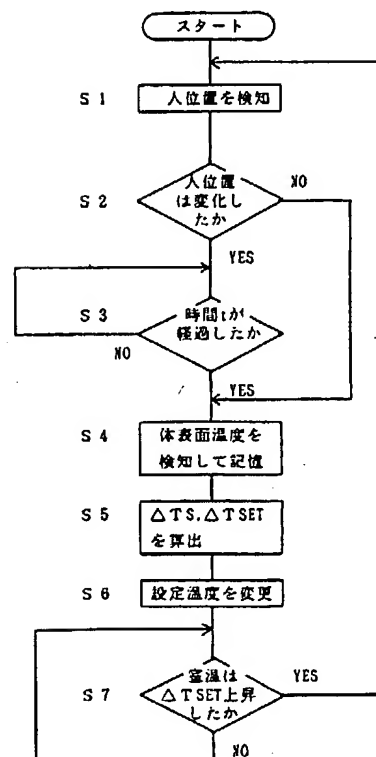 スタート
S 1
人位置を検知
S 2
人位置
は変化し
たか
NO
YES
S 3
時間tが
経過したか
NO
YES
S 4
体表面温度を
検知して記憶
S 5
△TS,△TSET
を算出
S 6
設定温度を変更
S 7
室温は
△TSET上昇
したか
YES
NO